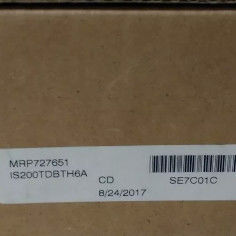 MRP727651
IS200TDBTH6A
CD
SE7C01C
8/24/2017